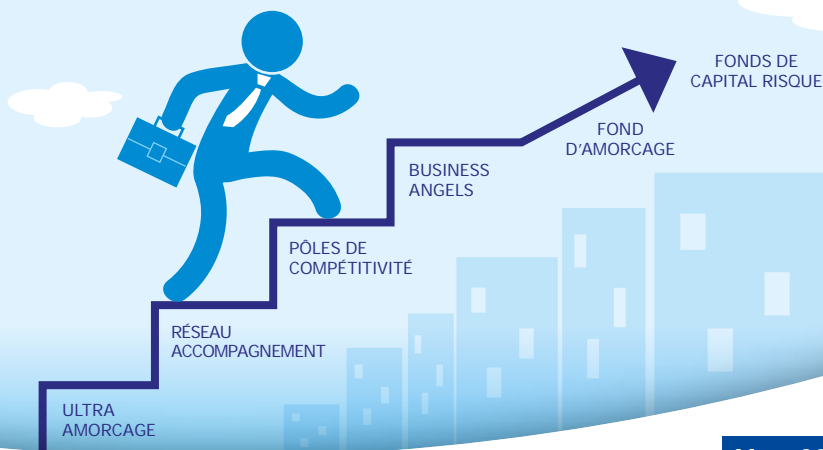 FONDS DE
CAPITAL RISQUE
FOND
D'AMORCAGE
BUSINESS
ANGELS
PÔLES DE
COMPÉTITIVITÉ
RÉSEAU
ACCOMPAGNEMENT
ULTRA
AMORCAGE